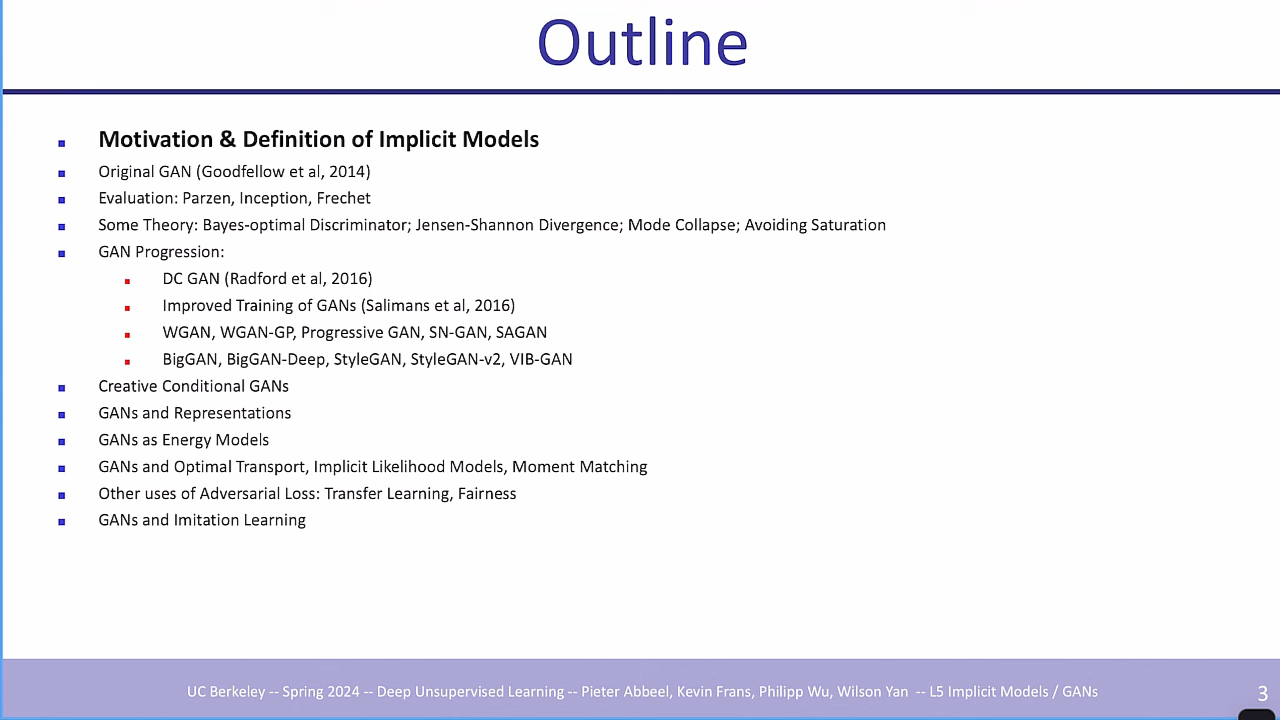 Outline
Motivation & Definition of Implicit Models
Original GAN (Goodfellow et al, 2014)
Evaluation: Parzen, Inception, Frechet
Some Theory: Bayes-optimal Discriminator; Jensen-Shannon Divergence; Mode Collapse; Avoiding Saturation
GAN Progression:
DC GAN (Radford et al, 2016)
Improved Training of GANs (Salimans et al, 2016)
WGAN, WGAN-GP, Progressive GAN, SN-GAN, SAGAN
BigGAN, BigGAN-Deep, StyleGAN, StyleGAN-v2, VIB-GAN
Creative Conditional GANs
GANs and Representations
GANs as Energy Models
GANs and Optimal Transport, Implicit Likelihood Models, Moment Matching
Other uses of Adversarial Loss: Transfer Learning, Fairness
GANs and Imitation Learning
UC Berkeley -- Spring 2024 -- Deep Unsupervised Learning -- Pieter Abbeel, Kevin Frans, Philipp Wu, Wilson Yan -- L5 Implicit Models / GANs
3